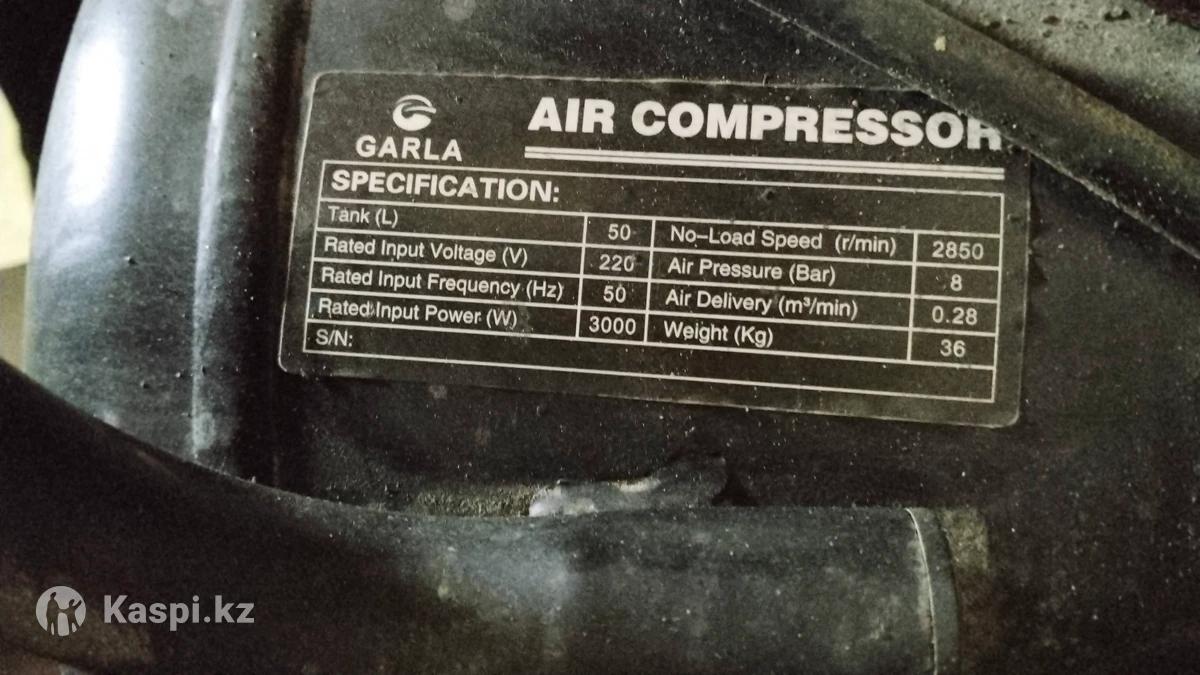 GARLA
AIR COMPRESSOR
SPECIFICATION:
Tank (L) 50 No-Load Speed (r/min) 2850
Rated Input Voltage (V) 220 Air Pressure (Bar) 8
Rated Input Frequency (Hz) 50 Air Delivery (m³/min) 0.28
Rated Input Power (W) 3000 Weight (Kg) 36
S/N:
Kaspi.kz